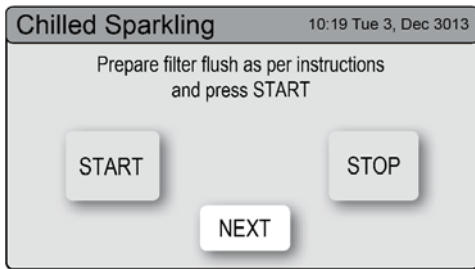 Chilled Sparkling 10:19 Tue 3, Dec 3013
Prepare filter flush as per instructions
and press START
START STOP
NEXT